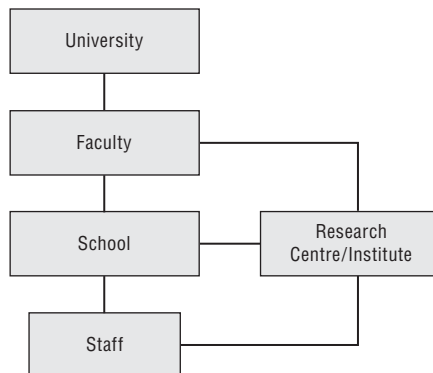 University
Faculty
School
Research
Centre/Institute
Staff